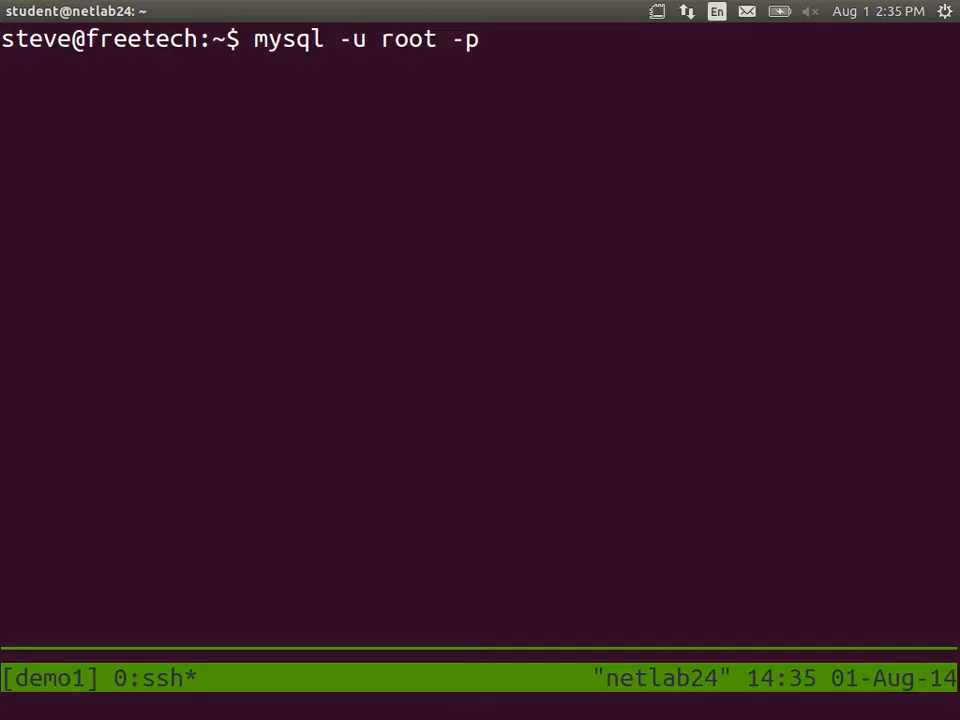 student@netlab24: ~
En
Aug 1 2:35 PM
steve@freetech:~$ mysql -u root -p
[demo1] 0:ssh*
"netlab24" 14:35 01-Aug-14